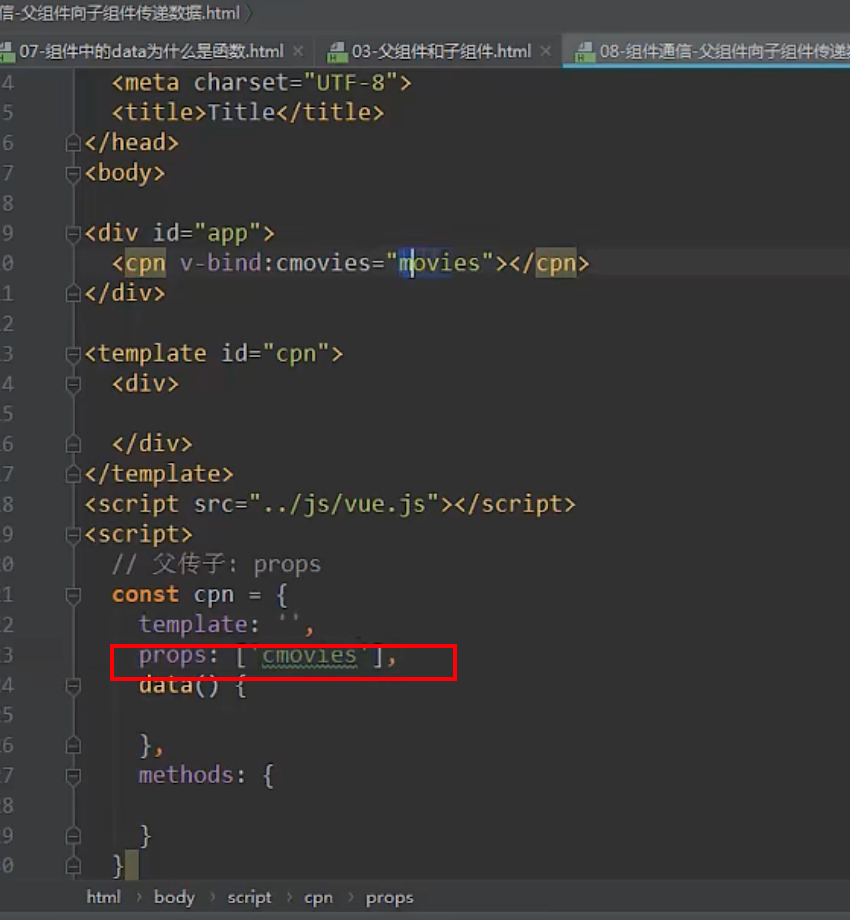 信-父组件向子组件传递数据.html
07-组件中的data为什么是函数.html × 03-父组件和子组件.html × 08-组件通信-父组件向子组件传递数
4 <meta charset="UTF-8">
5 <title>Title</title>
6 </head>
7 <body>
8
9 <div id="app">
0 <cpn v-bind:cmovies="movies"></cpn>
1 </div>
2
3 <template id="cpn">
4 <div>
5
6 </div>
7 </template>
8 <script src="../js/vue.js"></script>
9 <script>
0 // 父传子: props
1 const cpn = {
2 template: '',
3 props: ['cmovies'],
4 data() {
5
6 },
7 methods: {
8
9 }
0 }
html › body › script › cpn › props